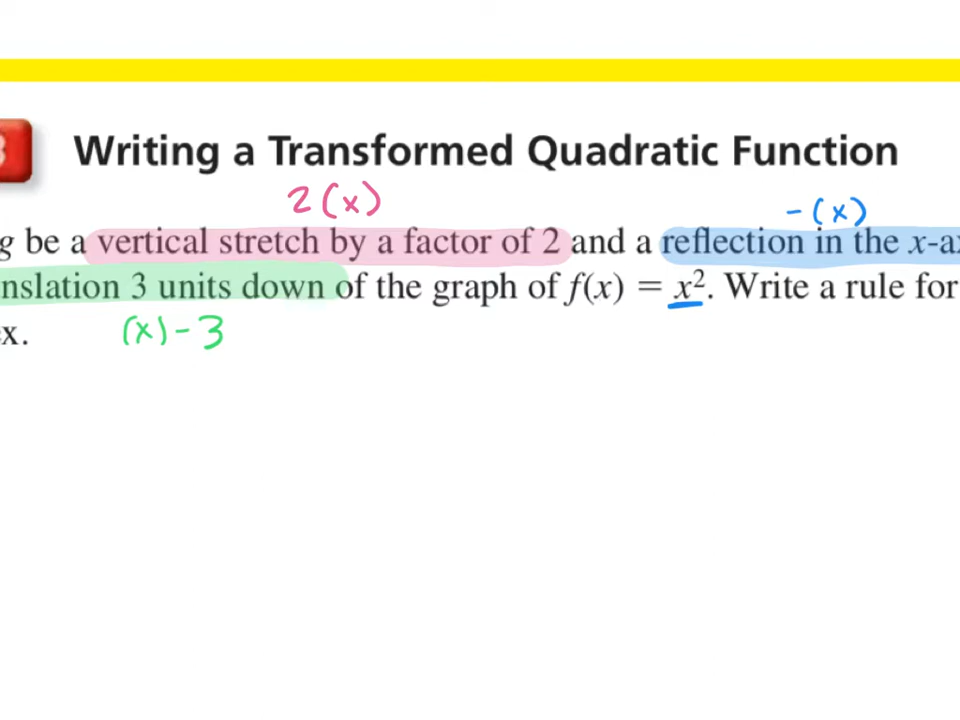 Writing a Transformed Quadratic Function
2(x)
-(x)
g be a vertical stretch by a factor of 2 and a reflection in the x-ax
nslation 3 units down of the graph of f(x) = x². Write a rule for
x.
(x)-3